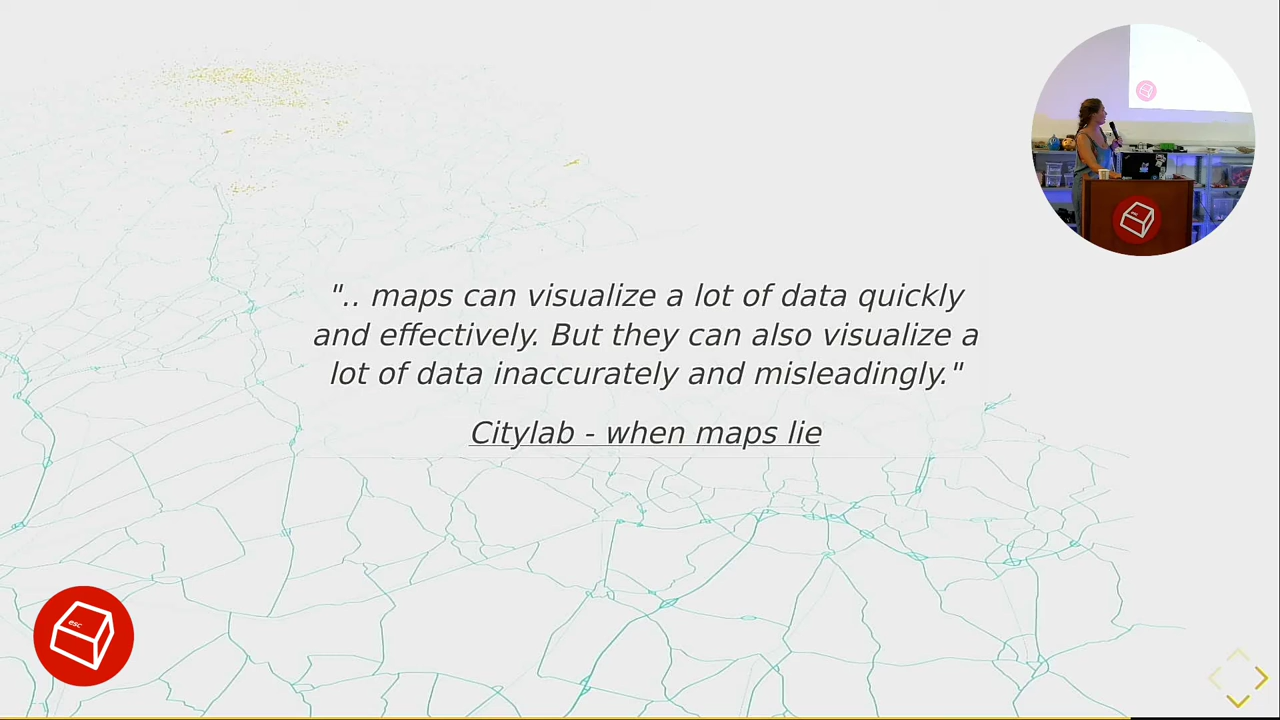 ".. maps can visualize a lot of data quickly
and effectively. But they can also visualize a
lot of data inaccurately and misleadingly."
Citylab - when maps lie
esc